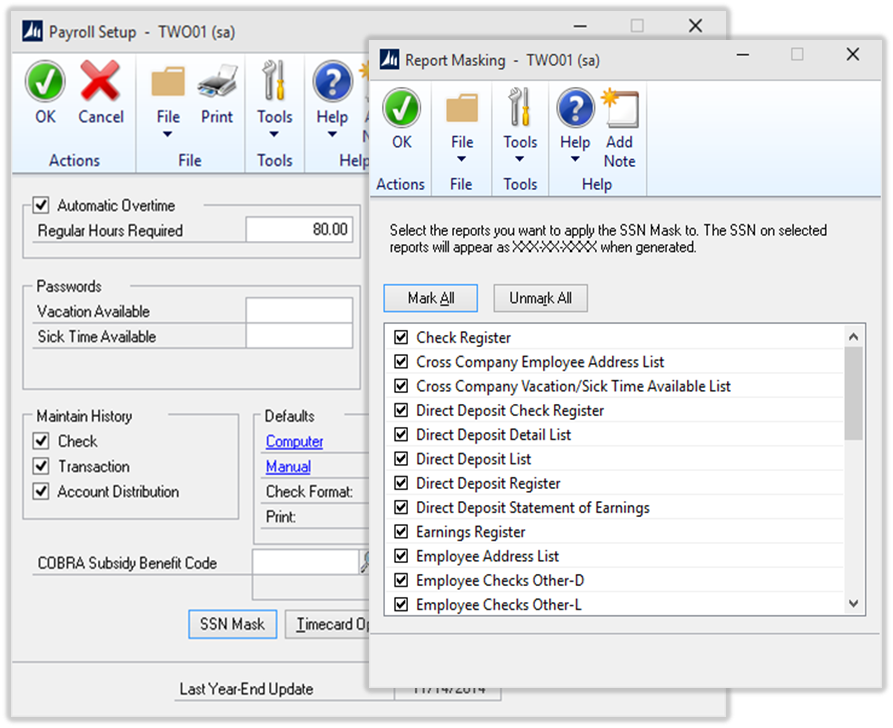 Payroll Setup - TWO01 (sa)
OK
Cancel
File
Print
Tools
Help
Actions
File
Tools
Help
Automatic Overtime
Regular Hours Required
80.00
Passwords
Vacation Available
Sick Time Available
Maintain History
Check
Transaction
Account Distribution
Defaults
Computer
Manual
Check Format:
Print:
COBRA Subsidy Benefit Code
SSN Mask
Timecard Op
Last Year-End Update
11/14/2014
Report Masking - TWO01 (sa)
OK
File
Tools
Help
Add
Note
Actions
File
Tools
Help
Select the reports you want to apply the SSN Mask to. The SSN on selected
reports will appear as XXX-XX-XXXX when generated.
Mark All
Unmark All
Check Register
Cross Company Employee Address List
Cross Company Vacation/Sick Time Available List
Direct Deposit Check Register
Direct Deposit Detail List
Direct Deposit List
Direct Deposit Register
Direct Deposit Statement of Earnings
Earnings Register
Employee Address List
Employee Checks Other-D
Employee Checks Other-L